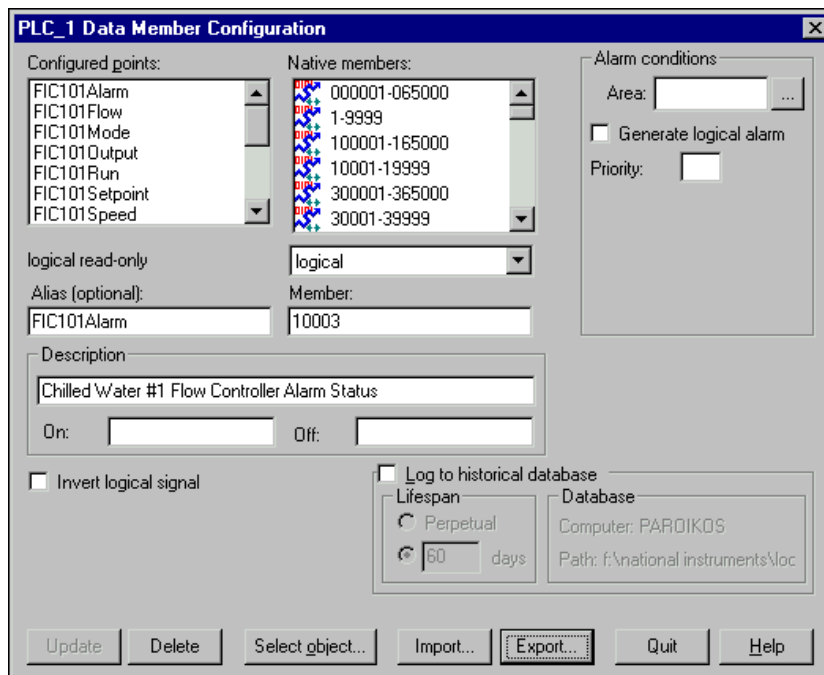 PLC_1 Data Member Configuration
Configured points:
FIC101Alarm
FIC101Flow
FIC101Mode
FIC101Output
FIC101Run
FIC101Setpoint
FIC101Speed
Native members:
000001-065000
1-9999
100001-165000
10001-19999
300001-365000
30001-39999
Alarm conditions
Area:
...
Generate logical alarm
Priority:
logical read-only
logical
Alias (optional):
FIC101Alarm
Member:
10003
Description
Chilled Water #1 Flow Controller Alarm Status
On:
Off:
Invert logical signal
Log to historical database
Lifespan
Perpetual
60 days
Database
Computer: PAROIKOS
Path: f:\national instruments\loc
Update Delete Select object... Import... Export... Quit Help